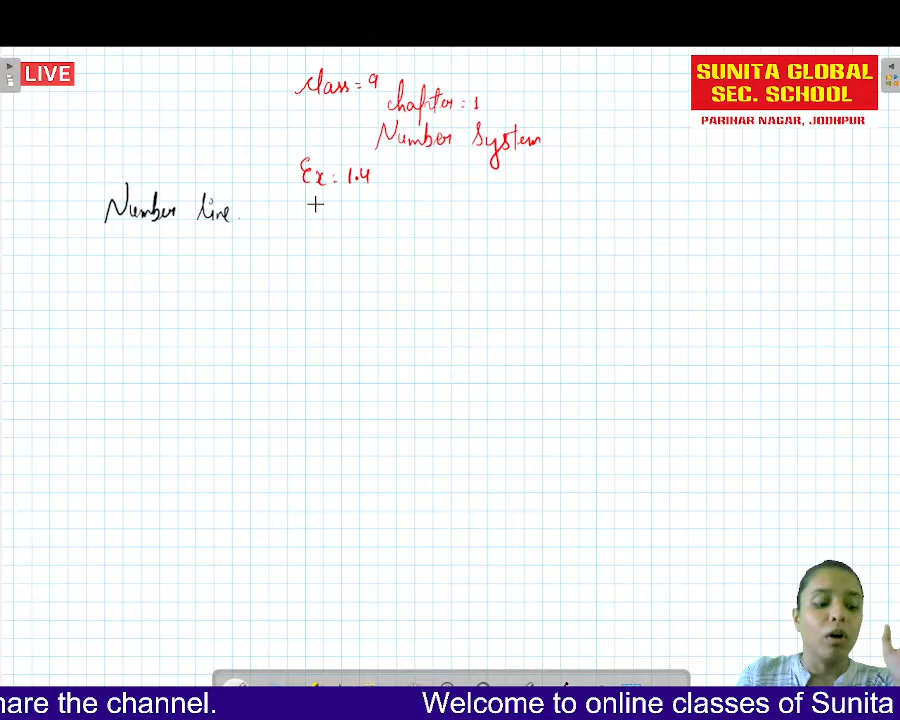 LIVE
SUNITA GLOBAL
SEC. SCHOOL
PARIHAR NAGAR, JODHPUR
Class = 9
Chapter : 1
Number System
Ex : 1.4
Number line.
hare the channel.
Welcome to online classes of Sunita